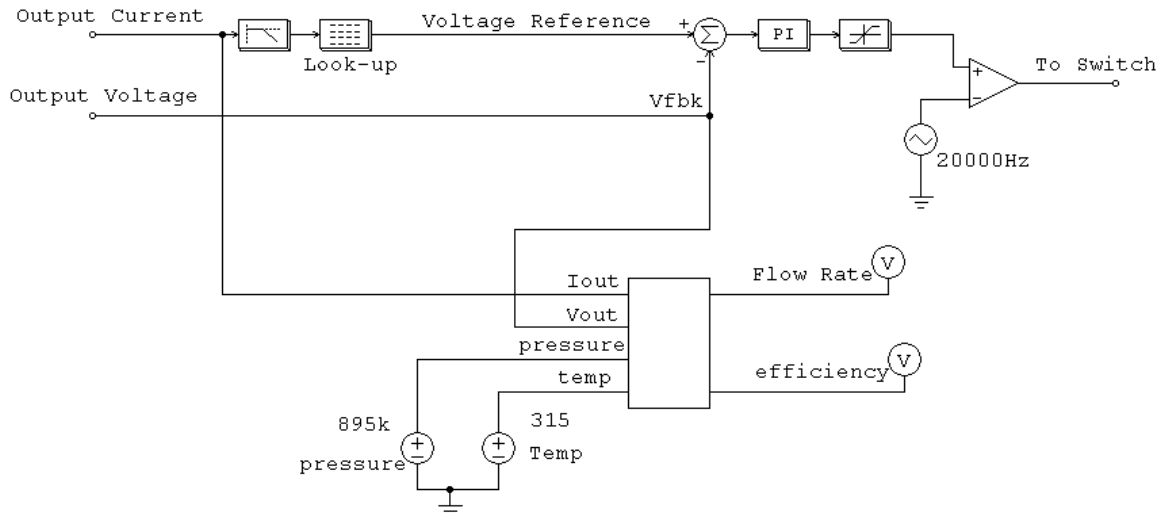 Output Current
Voltage Reference
+
Σ
PI
Look-up
-
+
To Switch
Output Voltage
Vfbk
20000Hz
Iout
Flow Rate
V
Vout
pressure
temp
efficiency
V
895k
315
pressure
Temp